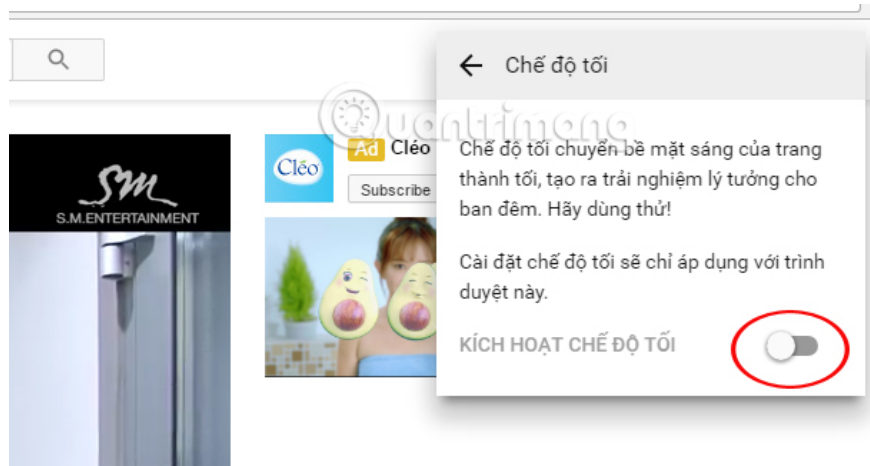 Chế độ tối
Quantrimang
SM
S.M.ENTERTAINMENT
Cléo
Ad Cléo
Subscribe
Chế độ tối chuyển bề mặt sáng của trang
thành tối, tạo ra trải nghiệm lý tưởng cho
ban đêm. Hãy dùng thử!
Cài đặt chế độ tối sẽ chỉ áp dụng với trình
duyệt này.
KÍCH HOẠT CHẾ ĐỘ TỐI